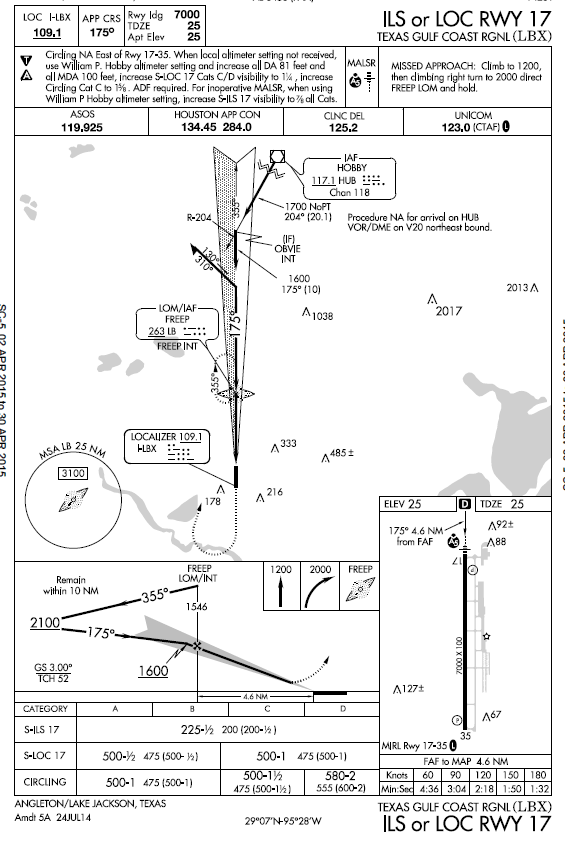 LOC I-LBX
109.1
APP CRS
175°
Rwy Idg 7000
TDZE 25
Apt Elev 25
ILS or LOC RWY 17
TEXAS GULF COAST RGNL (LBX)
T
A
Circling NA East of Rwy 17-35. When local altimeter setting not received,
use William P. Hobby altimeter setting and increase all DA 81 feet and
all MDA 100 feet, increase S-LOC 17 Cats C/D visibility to 1¼, increase
Circling Cat C to 1⅝. ADF required. For inoperative MALSR, when using
William P Hobby altimeter setting, increase S-ILS 17 visibility to ⅞ all Cats.
MALSR
A5
MISSED APPROACH: Climb to 1200,
then climbing right turn to 2000 direct
FREEP LOM and hold.
ASOS
119.925
HOUSTON APP CON
134.45 284.0
CLNC DEL
125.2
UNICOM
123.0 (CTAF) L
IAF
HOBBY
117.1 HUB
Chan 118
355°
1700 NoPT
204° (20.1)
R-204
Procedure NA for arrival on HUB
VOR/DME on V20 northeast bound.
(IF)
OBVIE
INT
130°
310°
1600
175° (10)
2013
2017
LOM/IAF
FREEP
263 LB
FREEP INT
175°
1038
355°
SC-5, 02 APR 2015 to 30 APR 2015
LOCALIZER 109.1
I-LBX
333
485±
MSA LB 25 NM
3100
178
216
ELEV 25
D
TDZE 25
175° 4.6 NM
from FAF
92±
88
A5
17
7000 X 100
127±
67
P
35
MIRL Rwy 17-35 L
Remain
within 10 NM
FREEP
LOM/INT
1200
2000
FREEP
2100
355°
1546
175°
1600
GS 3.00°
TCH 52
4.6 NM
CATEGORY A B C D
S-ILS 17 225-½ 200 (200-½)
S-LOC 17 500-½ 475 (500-½) 500-1 475 (500-1)
CIRCLING 500-1 475 (500-1) 500-1½ 475 (500-1½) 580-2 555 (600-2)
FAF to MAP 4.6 NM
Knots 60 90 120 150 180
Min:Sec 4:36 3:04 2:18 1:50 1:32
ANGLETON/LAKE JACKSON, TEXAS
Amdt 5A 24JUL14
29°07'N-95°28'W
TEXAS GULF COAST RGNL (LBX)
ILS or LOC RWY 17